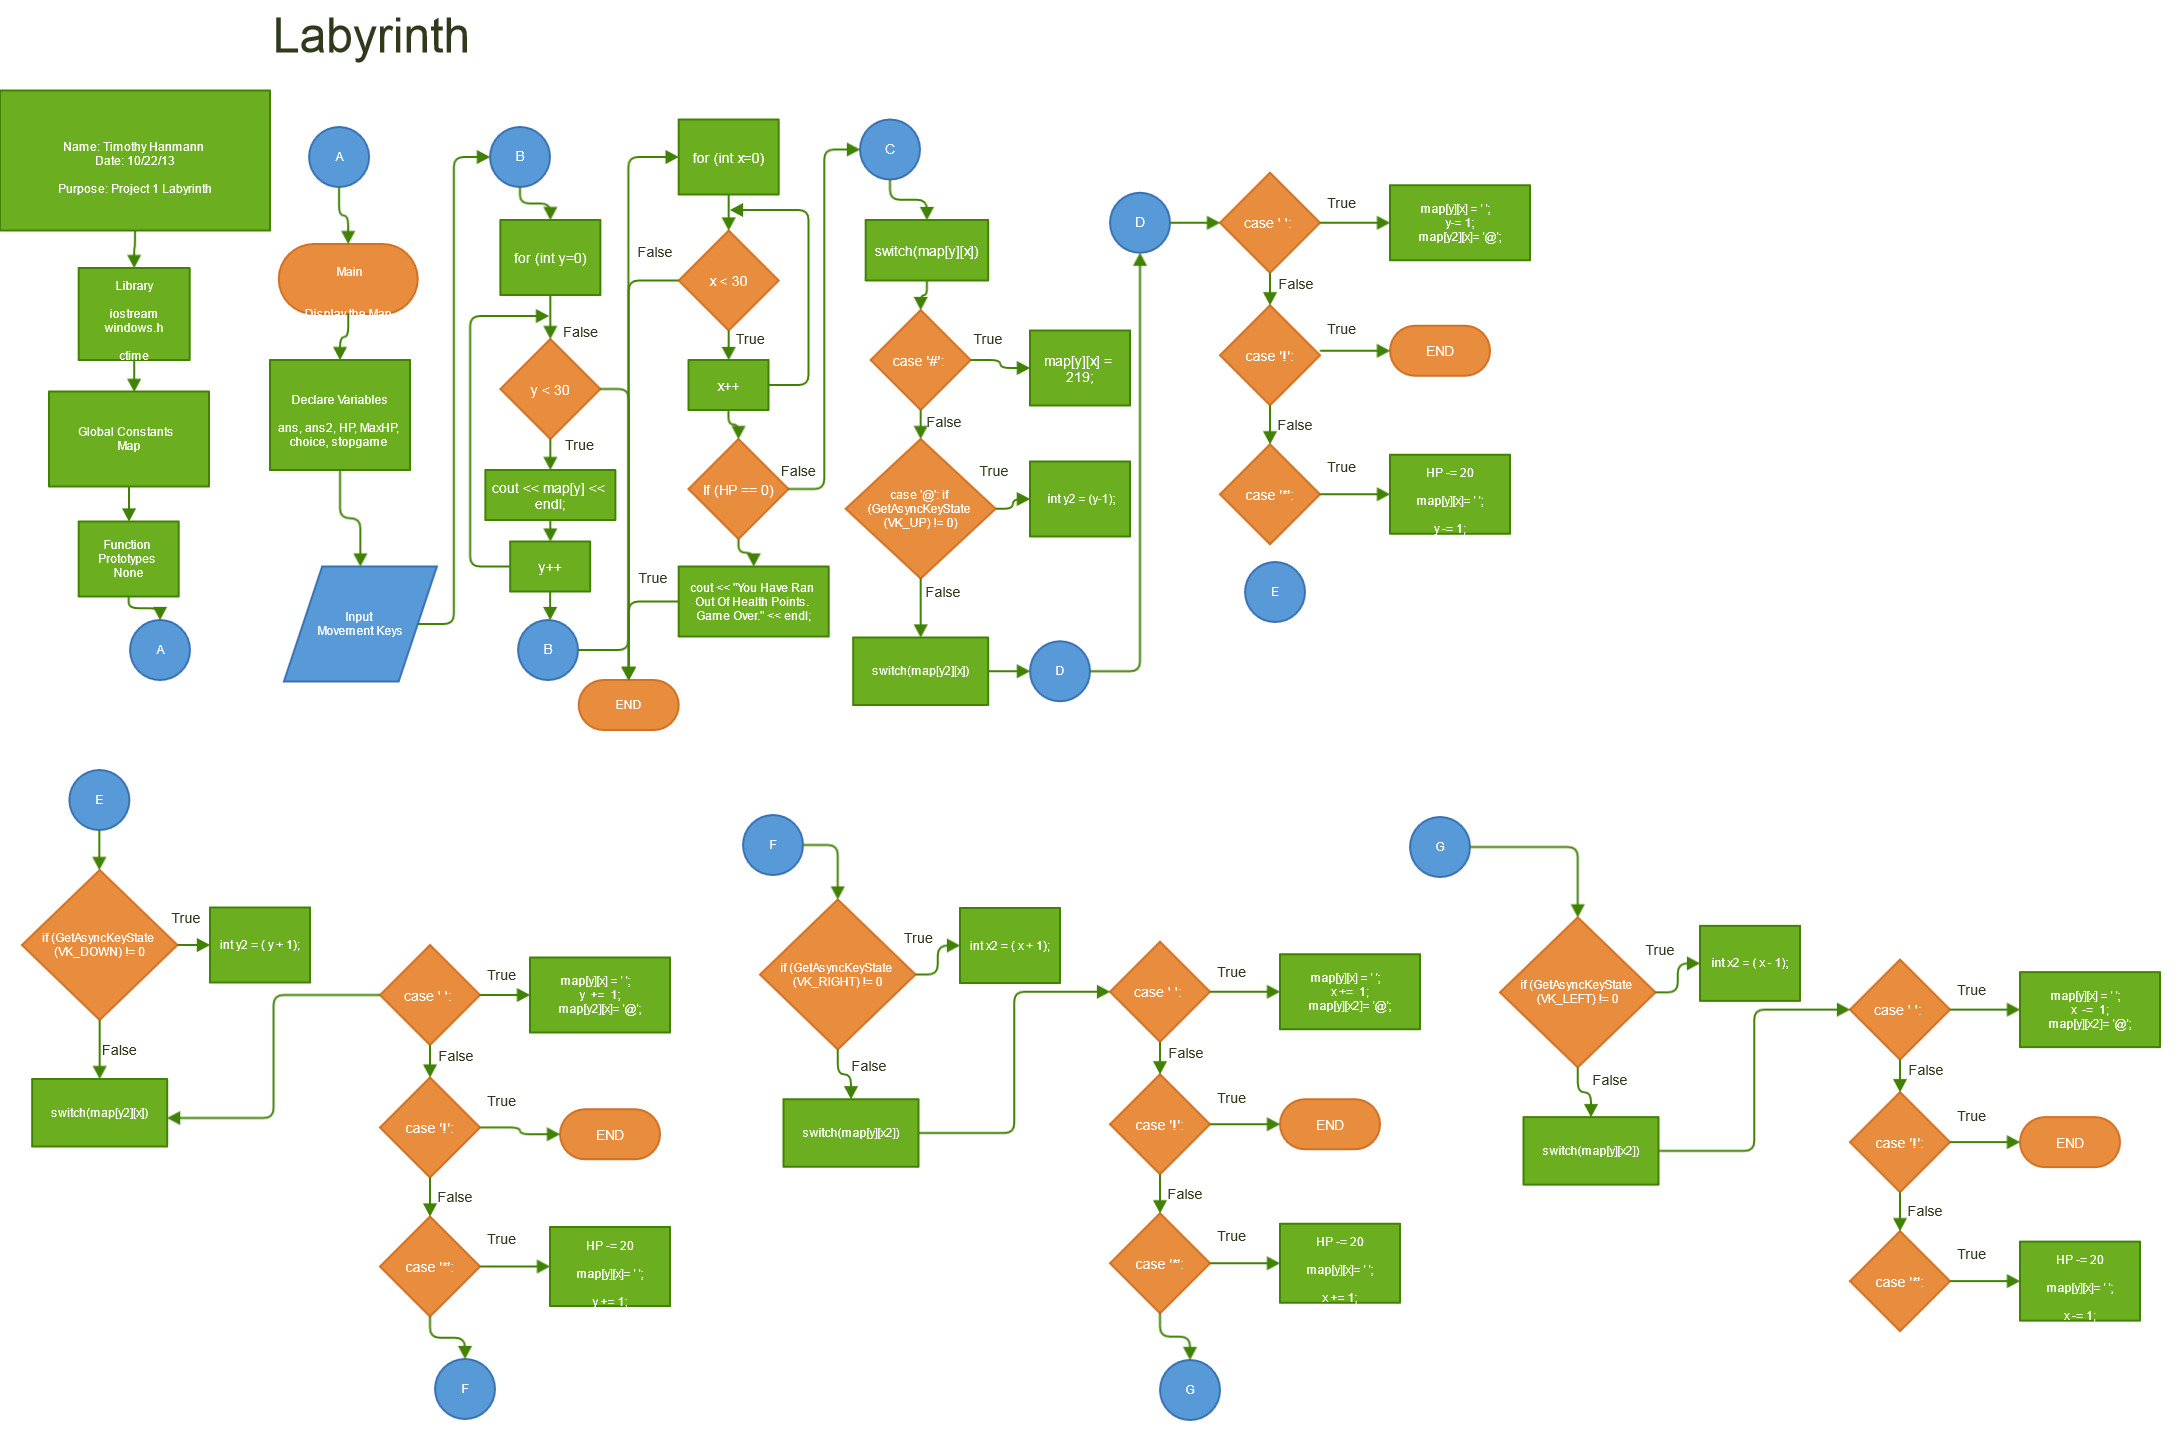 Labyrinth
Name: Timothy Hanmann
Date: 10/22/13
Purpose: Project 1 Labyrinth
Library
iostream
windows.h
ctime
Global Constants
Map
Function
Prototypes
None
A
A
Main
Display the Map
Declare Variables
ans, ans2, HP, MaxHP,
choice, stopgame
Input
Movement Keys
B
for (int y=0)
False
y < 30
True
cout << map[y] <<
endl;
y++
B
END
for (int x=0)
False
x < 30
True
x++
If (HP == 0)
False
True
cout << "You Have Ran
Out Of Health Points.
Game Over." << endl;
C
switch(map[y][x])
case '#':
True
map[y][x] =
219;
False
case '@': if
(GetAsyncKeyState
(VK_UP) != 0)
True
int y2 = (y-1);
False
switch(map[y2][x])
D
D
case ' ':
True
map[y][x] = ' ';
y-= 1;
map[y2][x]= '@';
False
case '!':
True
END
False
case '*':
True
HP -= 20
map[y][x]= ' ';
y -= 1;
E
E
if (GetAsyncKeyState
(VK_DOWN) != 0
True
int y2 = ( y + 1);
False
switch(map[y2][x])
case ' ':
True
map[y][x] = ' ';
y += 1;
map[y2][x]= '@';
False
case '!':
True
END
False
case '*':
True
HP -= 20
map[y][x]= ' ';
y += 1;
F
F
if (GetAsyncKeyState
(VK_RIGHT) != 0
True
int x2 = ( x + 1);
False
switch(map[y][x2])
case ' ':
True
map[y][x] = ' ';
x += 1;
map[y][x2]= '@';
False
case '!':
True
END
False
case '*':
True
HP -= 20
map[y][x]= ' ';
x += 1;
G
G
if (GetAsyncKeyState
(VK_LEFT) != 0
True
int x2 = ( x - 1);
False
switch(map[y][x2])
case ' ':
True
map[y][x] = ' ';
x -= 1;
map[y][x2]= '@';
False
case '!':
True
END
False
case '*':
True
HP -= 20
map[y][x]= ' ';
x -= 1;